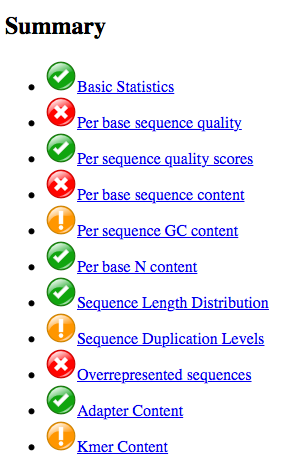 Summary
Basic Statistics
Per base sequence quality
Per sequence quality scores
Per base sequence content
Per sequence GC content
Per base N content
Sequence Length Distribution
Sequence Duplication Levels
Overrepresented sequences
Adapter Content
Kmer Content